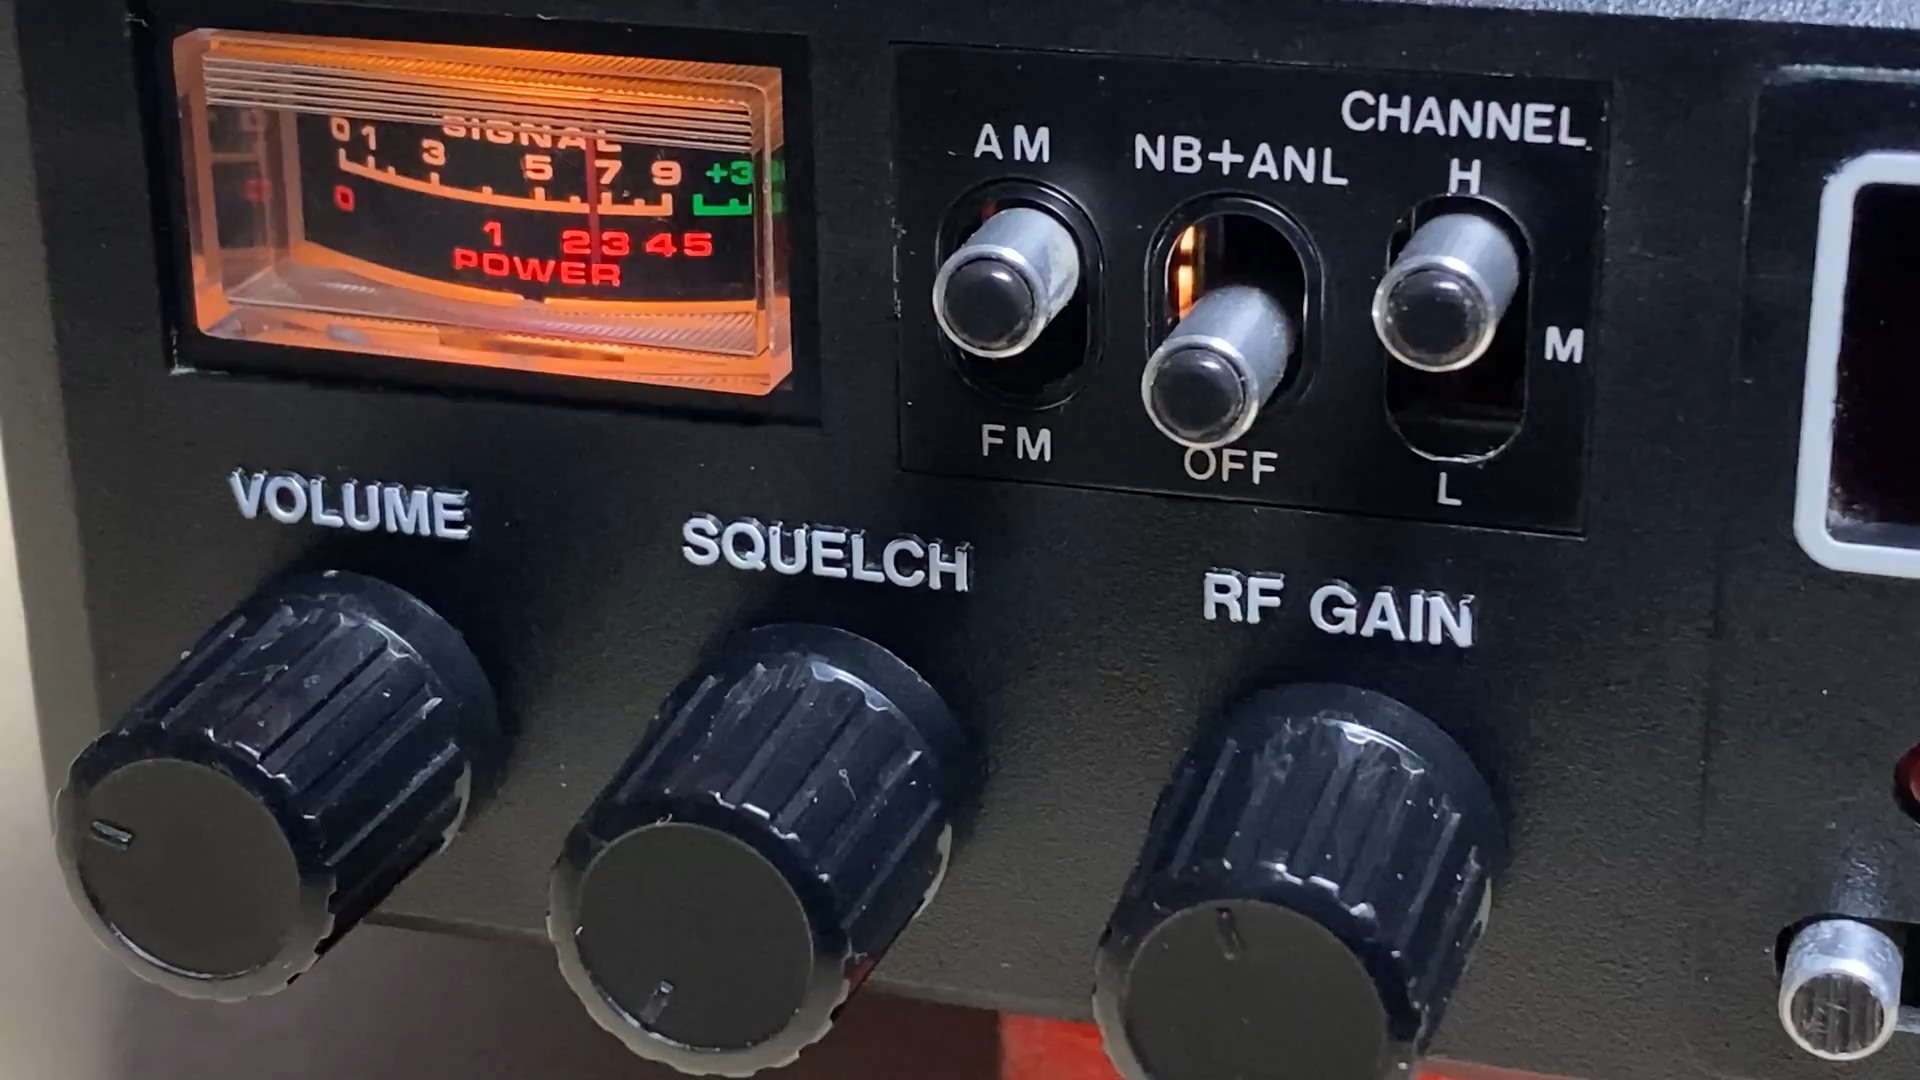 SIGNAL
0 1 3 5 7 9 +3
0 1 2 3 4 5
POWER
AM
FM
NB+ANL
OFF
CHANNEL
H
M
L
VOLUME
SQUELCH
RF GAIN